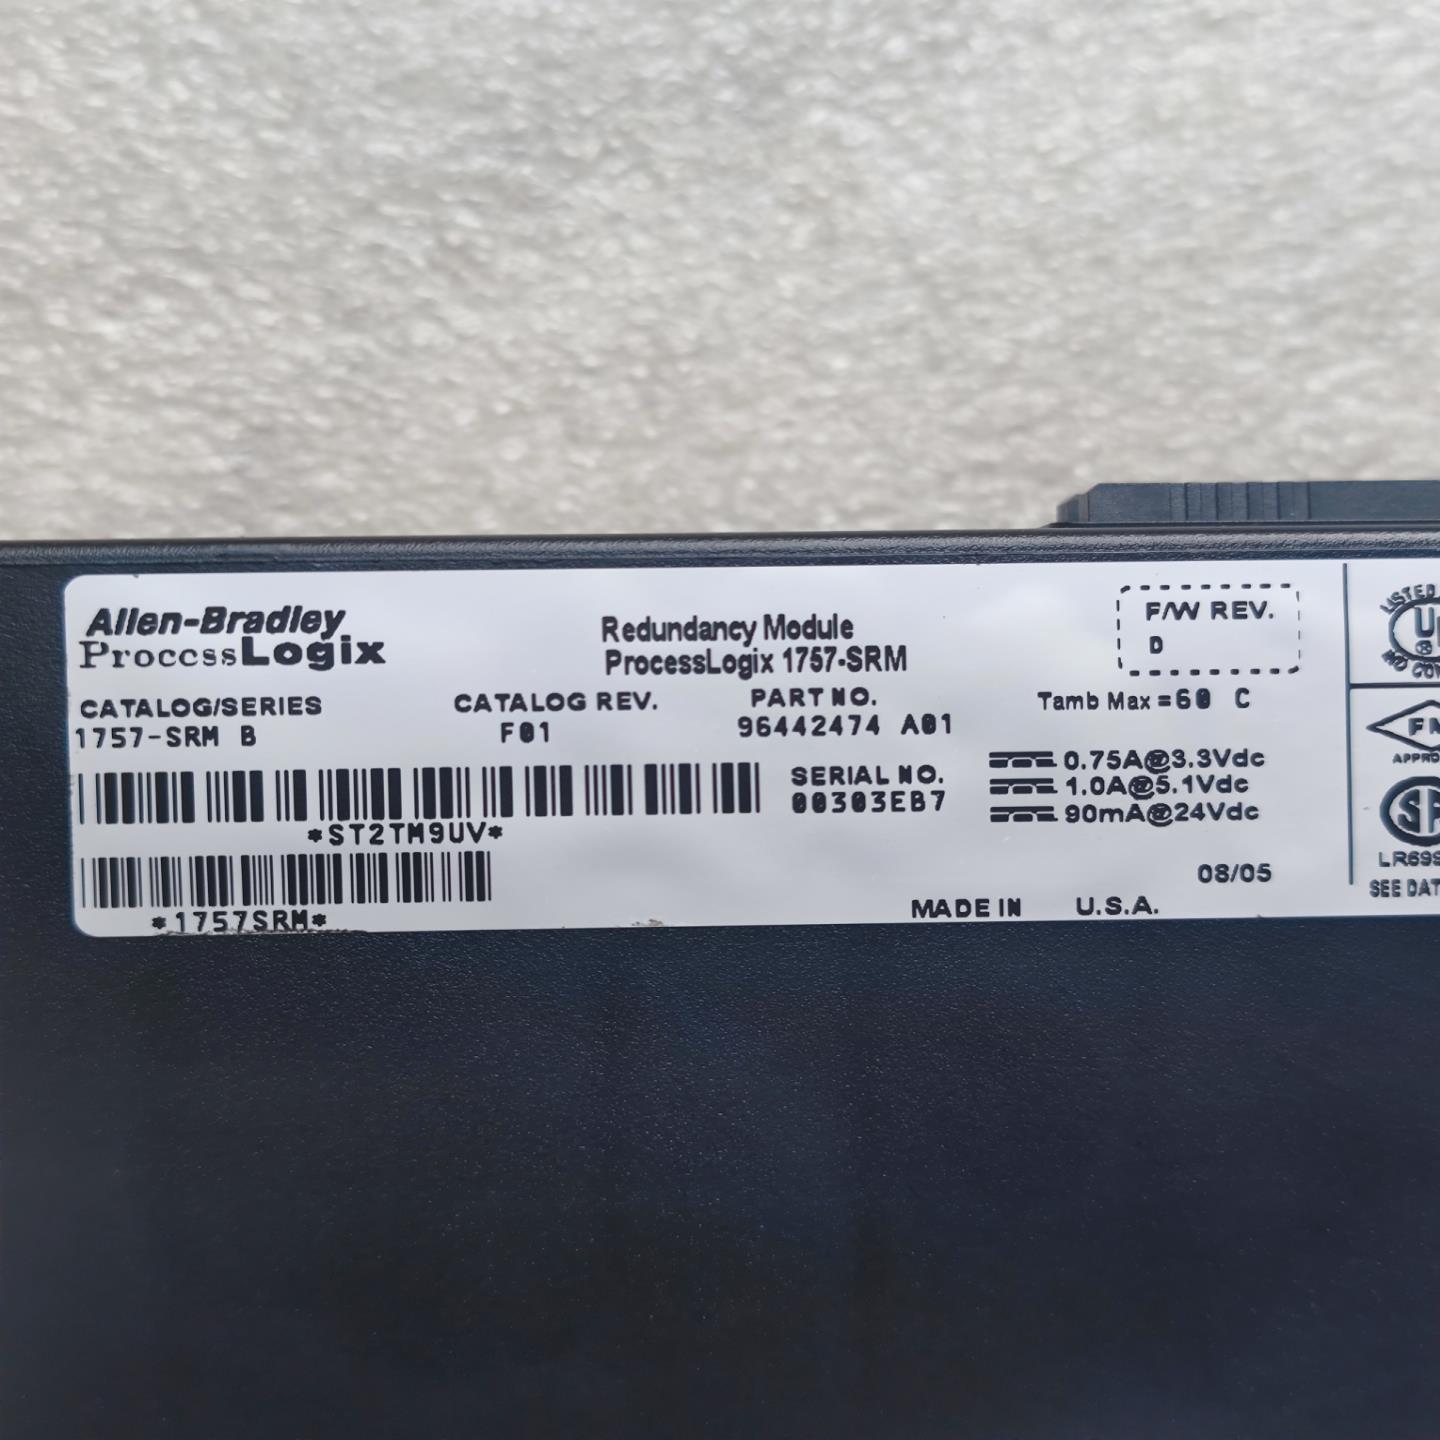 Allen-Bradley
ProcessLogix
Redundancy Module
ProcessLogix 1757-SRM
F/W REV.
D
CATALOG/SERIES
1757-SRM B
CATALOG REV.
F01
PART NO.
96442474 A01
Tamb Max = 60 C
SERIAL NO.
00303EB7
0.75A@3.3Vdc
1.0A@5.1Vdc
90mA@24Vdc
*ST2TM9UV*
*1757SRM*
08/05
MADE IN U.S.A.
LISTED
SEE